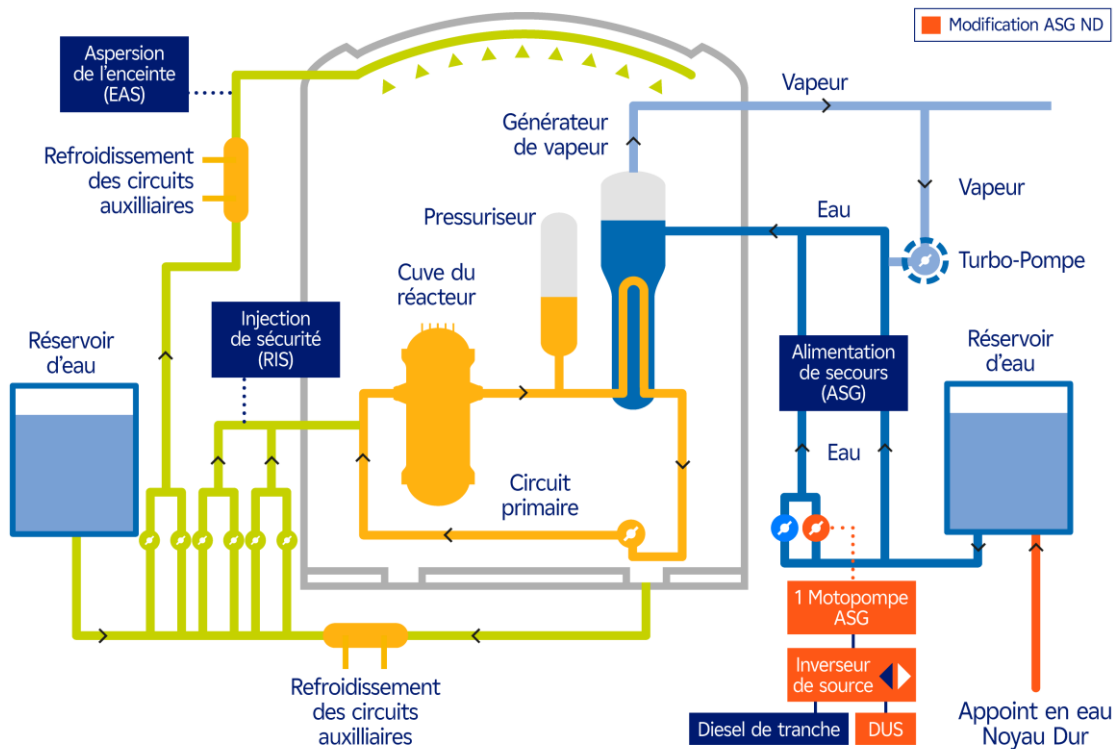 Modification ASG ND
Aspersion
de l'enceinte
(EAS)
Vapeur
Générateur
de vapeur
Refroidissement
des circuits
auxilliaires
Vapeur
Pressuriseur
Eau
Turbo-Pompe
Cuve du
réacteur
Injection
de sécurité
(RIS)
Réservoir
d'eau
Alimentation
de secours
(ASG)
Réservoir
d'eau
Eau
Circuit
primaire
1 Motopompe
ASG
Inverseur
de source
Refroidissement
des circuits
auxilliaires
Diesel de tranche
DUS
Appoint en eau
Noyau Dur